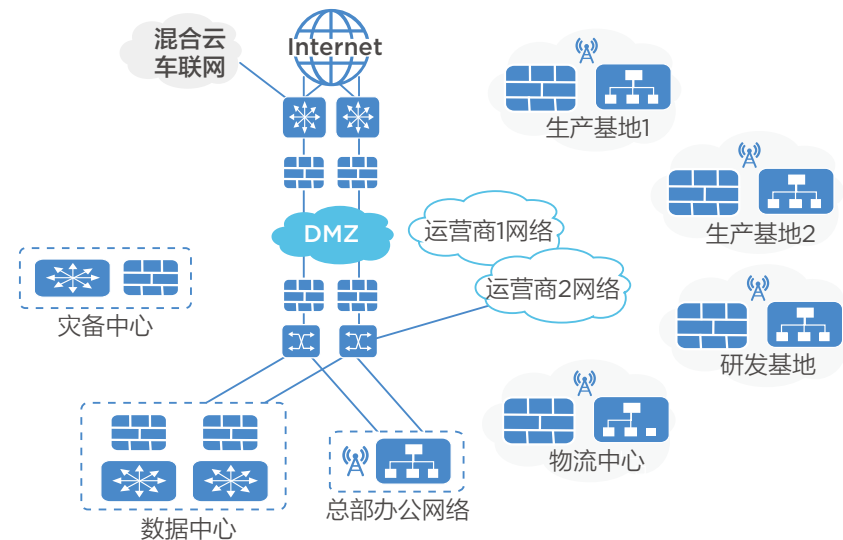 混合云
车联网
Internet
生产基地1
生产基地2
DMZ
运营商1网络
运营商2网络
灾备中心
研发基地
物流中心
数据中心
总部办公网络